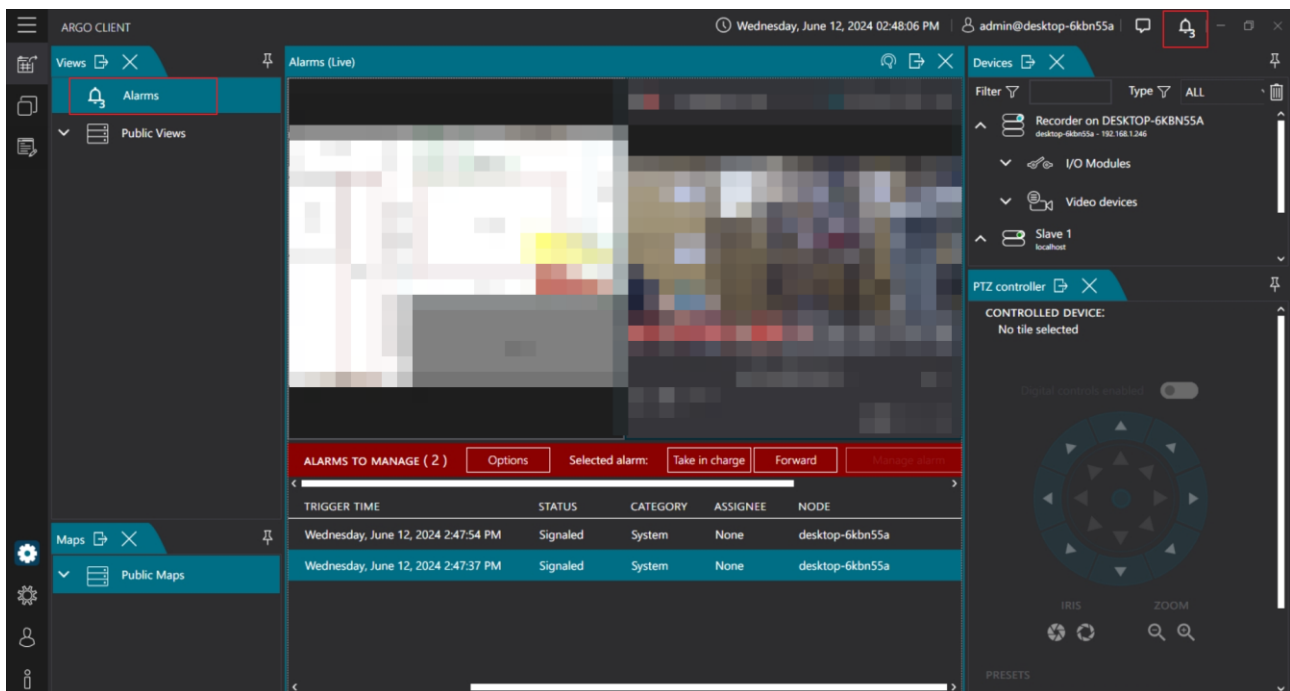 ARGO CLIENT
Wednesday, June 12, 2024 02:48:06 PM
admin@desktop-6kbn55a
3
Views
Alarms (Live)
Devices
3
Alarms
Public Views
Filter
Type
ALL
Recorder on DESKTOP-6KBN55A
desktop-6kbn55a - 192.168.1.246
I/O Modules
Video devices
Slave 1
localhost
PTZ controller
CONTROLLED DEVICE:
No tile selected
Digital controls enabled
ALARMS TO MANAGE ( 2 )
Options
Selected alarm:
Take in charge
Forward
Manage alarm
TRIGGER TIME STATUS CATEGORY ASSIGNEE NODE
Wednesday, June 12, 2024 2:47:54 PM Signaled System None desktop-6kbn55a
Wednesday, June 12, 2024 2:47:37 PM Signaled System None desktop-6kbn55a
Maps
Public Maps
IRIS
ZOOM
PRESETS